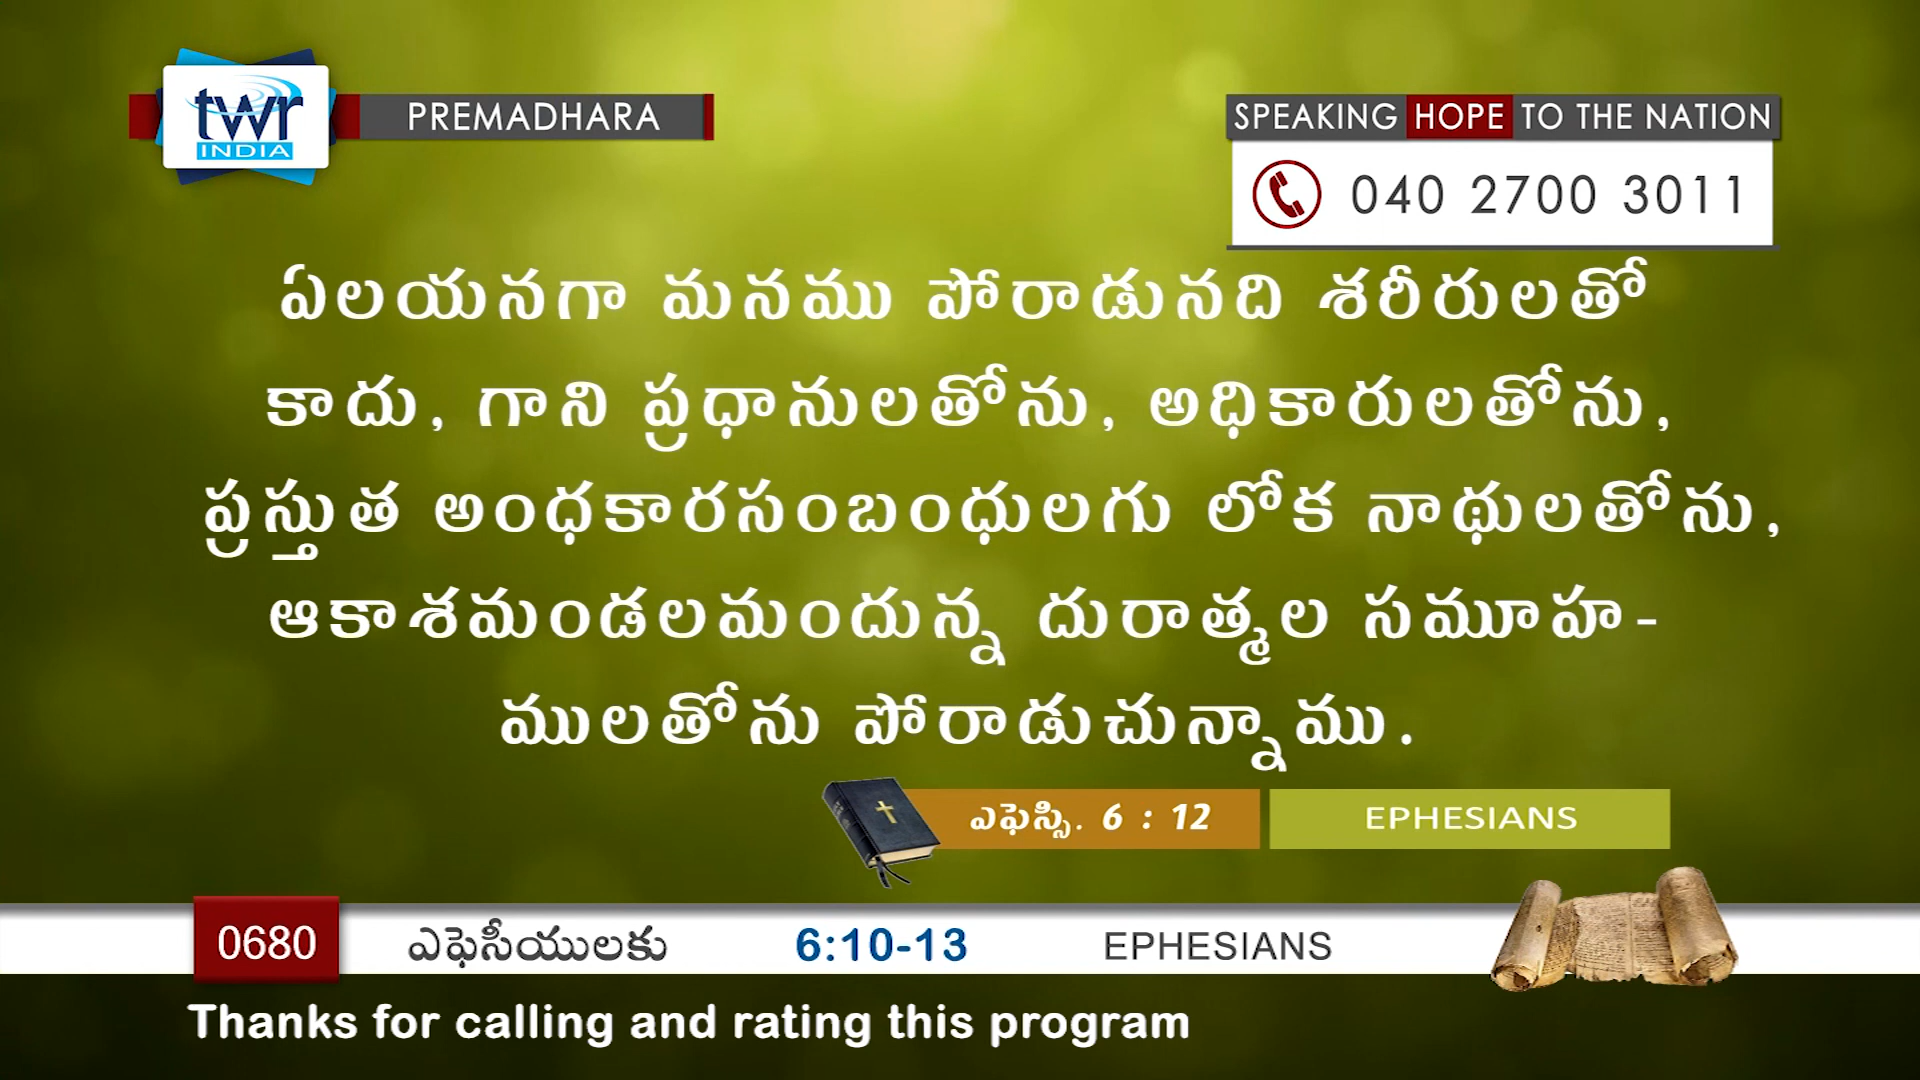 twr
INDIA
PREMADHARA
SPEAKING HOPE TO THE NATION
040 2700 3011
ఏలయనగా మనము పోరాడునది శరీరులతో
కాదు, గాని ప్రధానులతోను, అధికారులతోను,
ప్రస్తుత అంధకారసంబంధులగు లోక నాథులతోను,
ఆకాశమండలమందున్న దురాత్మల సమూహ-
ములతోను పోరాడుచున్నాము.
ఎఫెస్సి. 6 : 12
EPHESIANS
0680 ఎఫెసీయులకు 6:10-13 EPHESIANS
Thanks for calling and rating this program